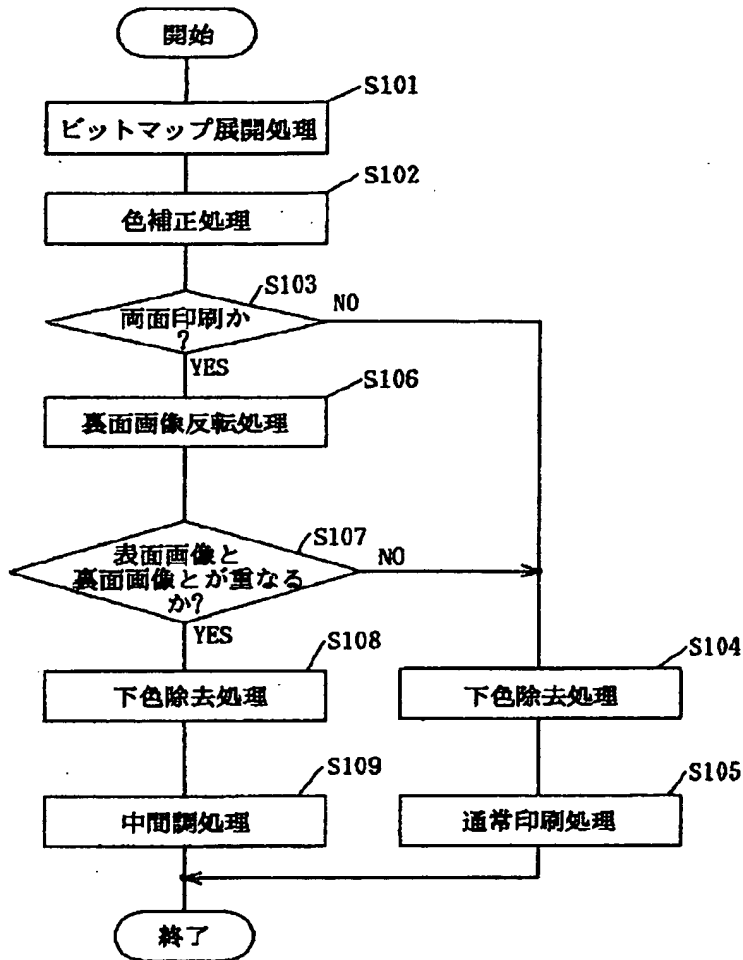 開始
S101
ビットマップ展開処理
S102
色補正処理
S103
両面印刷か
?
NO
YES
S106
裏面画像反転処理
S107
表面画像と
裏面画像とが重なる
か?
NO
YES
S108
下色除去処理
S104
下色除去処理
S109
中間調処理
S105
通常印刷処理
終了